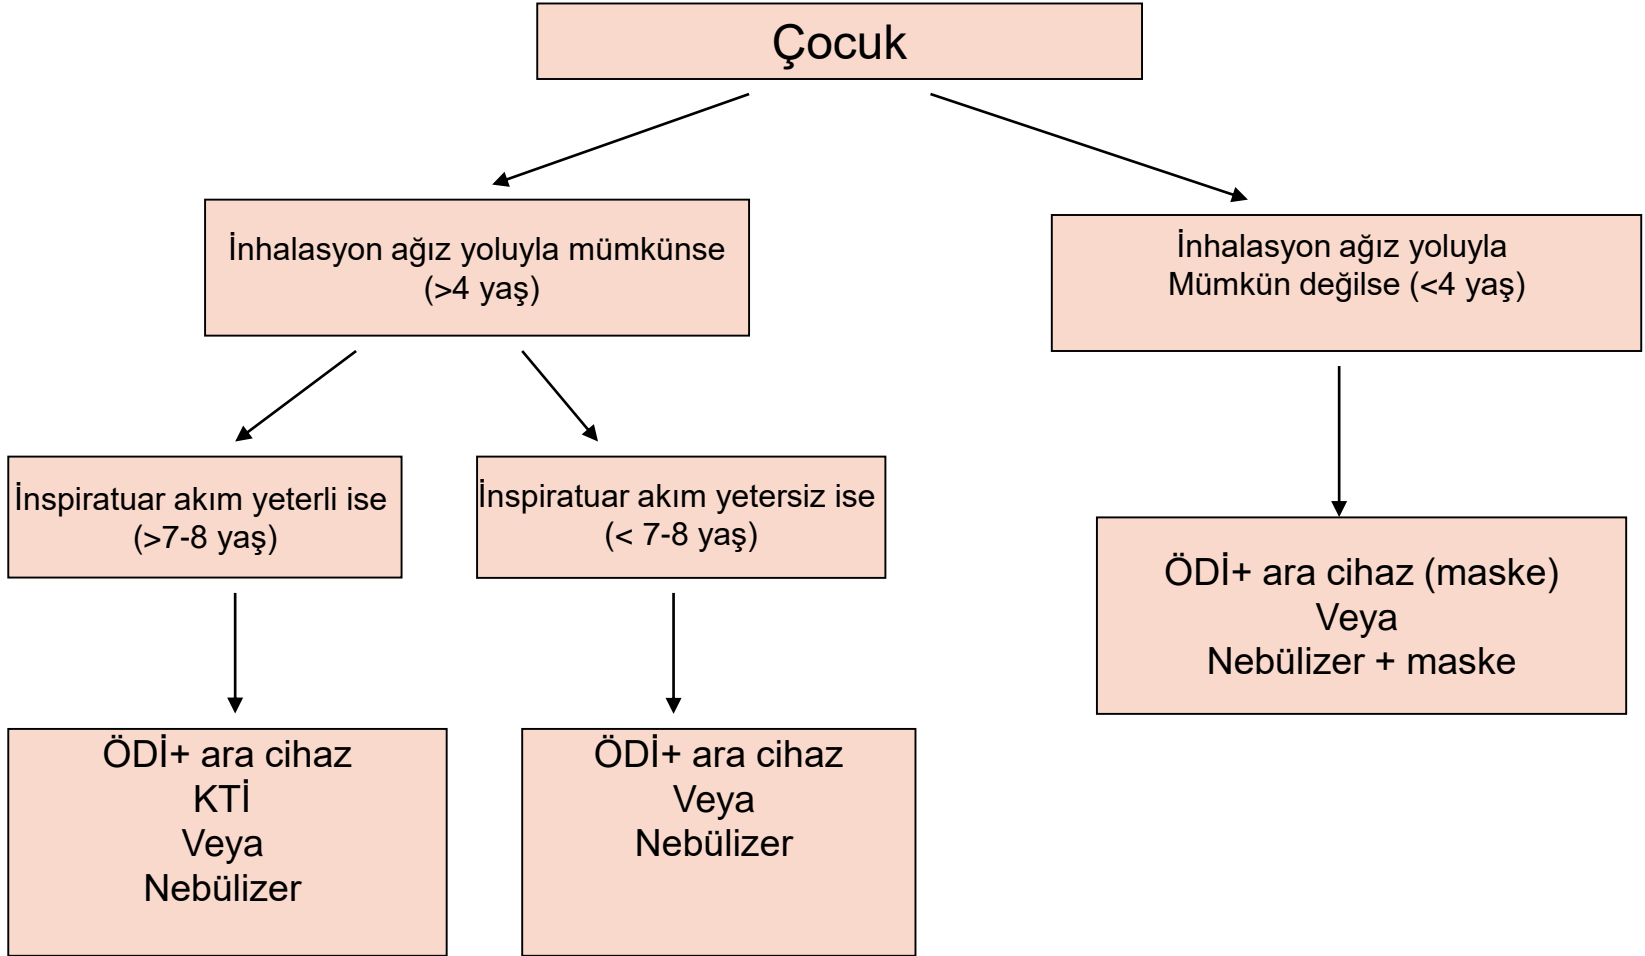 Çocuk
İnhalasyon ağız yoluyla mümkünse
(>4 yaş)
İnhalasyon ağız yoluyla
Mümkün değilse (<4 yaş)
İnspiratuar akım yeterli ise
(>7-8 yaş)
İnspiratuar akım yetersiz ise
(< 7-8 yaş)
ÖDİ+ ara cihaz (maske)
Veya
Nebülizer + maske
ÖDİ+ ara cihaz
KTİ
Veya
Nebülizer
ÖDİ+ ara cihaz
Veya
Nebülizer